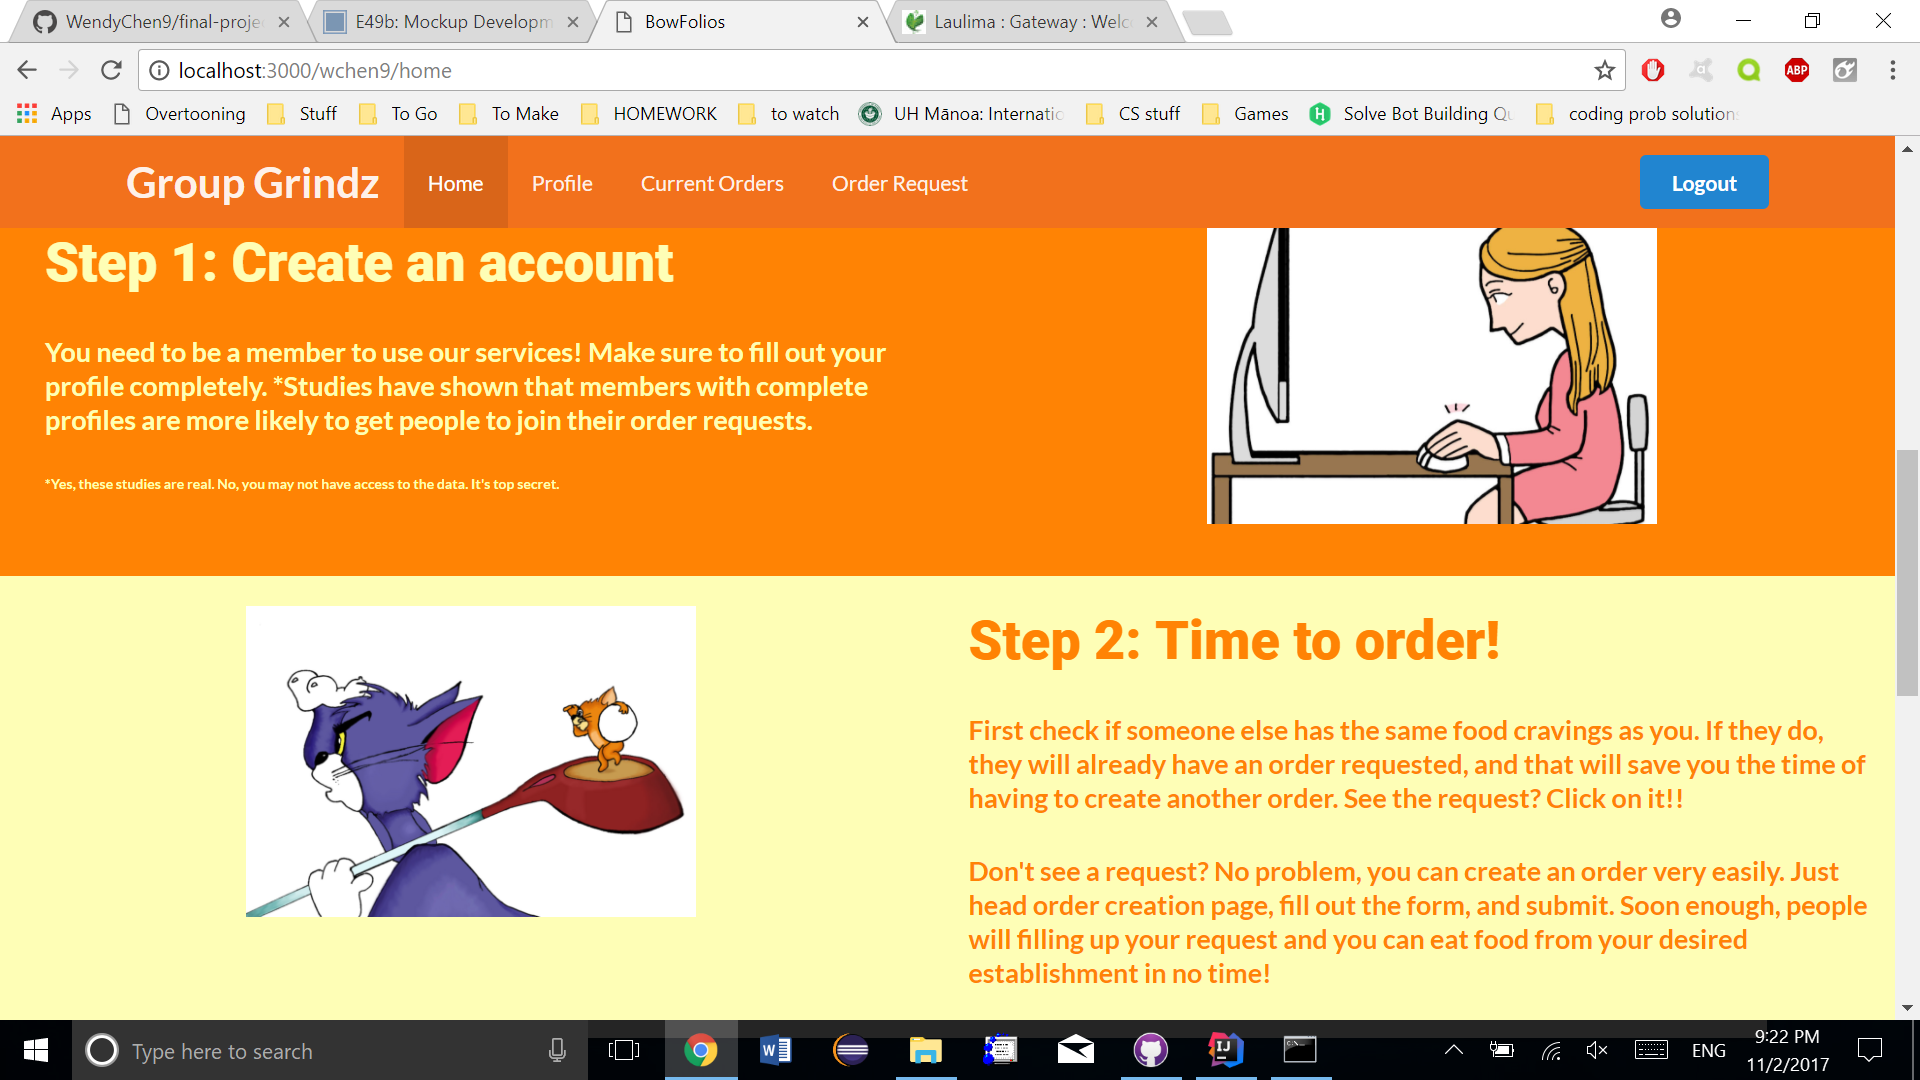 WendyChen9/final-proje
E49b: Mockup Developm
BowFolios
Laulima : Gateway : Welc
localhost:3000/wchen9/home
ABP
Apps
Overtooning
Stuff
To Go
To Make
HOMEWORK
to watch
UH Mānoa: Internatio
CS stuff
Games
Solve Bot Building Qu
coding prob solution
Group Grindz
Home
Profile
Current Orders
Order Request
Logout
Step 1: Create an account
You need to be a member to use our services! Make sure to fill out your
profile completely. *Studies have shown that members with complete
profiles are more likely to get people to join their order requests.
*Yes, these studies are real. No, you may not have access to the data. It's top secret.
Step 2: Time to order!
First check if someone else has the same food cravings as you. If they do,
they will already have an order requested, and that will save you the time of
having to create another order. See the request? Click on it!!
Don't see a request? No problem, you can create an order very easily. Just
head order creation page, fill out the form, and submit. Soon enough, people
will filling up your request and you can eat food from your desired
establishment in no time!
Type here to search
ENG
9:22 PM
11/2/2017